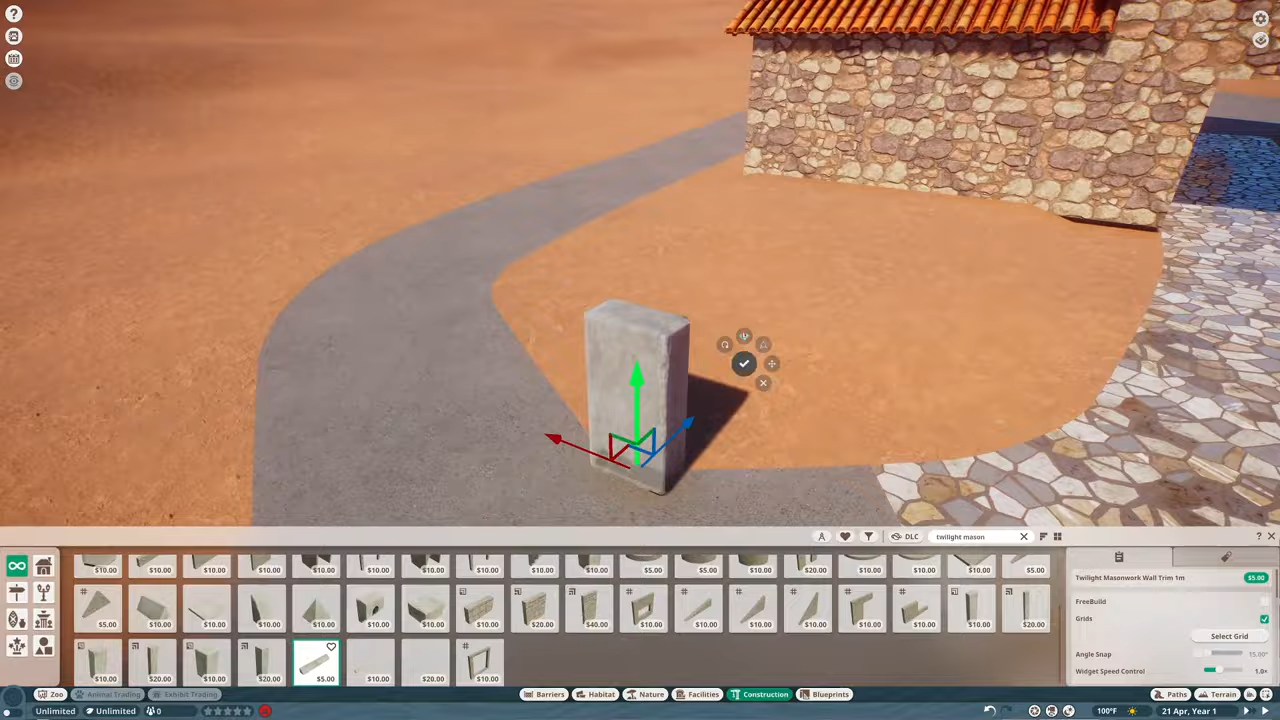 ?
DLC
twilight mason
?
Twilight Masonwork Wall Trim 1m
$5.00
FreeBuild
Grids
Select Grid
Angle Snap
15.00°
Widget Speed Control
1.0×
$10.00 $10.00 $10.00 $10.00 $10.00 $10.00 $10.00 $10.00 $10.00 $10.00 $5.00 $5.00 $10.00 $20.00 $10.00 $10.00 $10.00 $5.00
$5.00 $10.00 $10.00 $10.00 $10.00 $10.00 $10.00 $10.00 $20.00 $40.00 $10.00 $10.00 $10.00 $10.00 $10.00 $10.00 $10.00 $20.00
$10.00 $20.00 $10.00 $20.00 $5.00 $10.00 $20.00 $10.00
Zoo
Animal Trading
Exhibit Trading
Barriers
Habitat
Nature
Facilities
Construction
Blueprints
Paths
Terrain
Unlimited
Unlimited
0
100°F
21 Apr, Year 1